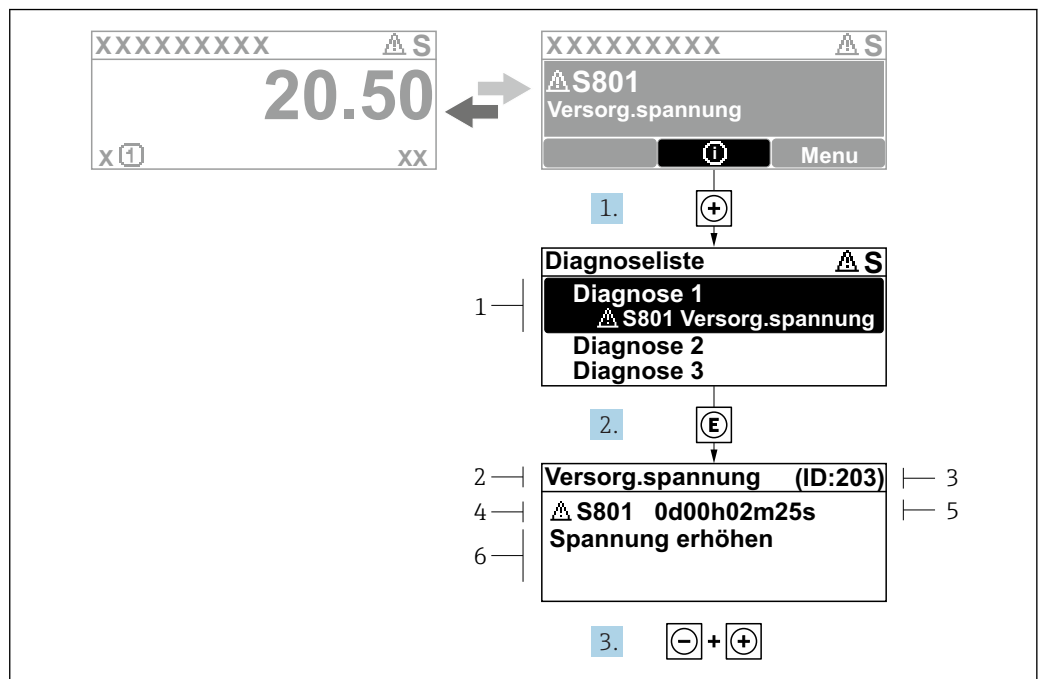 XXXXXXXXX ⚠ S
20.50
x ① xx
XXXXXXXXX ⚠ S
⚠ S801
Versorg.spannung
ⓘ Menu
1. +
Diagnoseliste ⚠ S
1
Diagnose 1
⚠ S801 Versorg.spannung
Diagnose 2
Diagnose 3
2. E
2 Versorg.spannung (ID:203) 3
4 ⚠ S801 0d00h02m25s 5
6 Spannung erhöhen
3. - + +